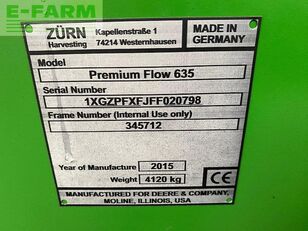 E-FARM
ZÜRN
Harvesting
Kapellenstraße 1
74214 Westernhausen
MADE IN
GERMANY
Model
Premium Flow 635
Serial Number
1XGZPFXFJFF020798
Frame Number (Internal Use only)
345712
Year of Manufacture 2015
Weight 4120 kg
CE
MANUFACTURED FOR DEERE & COMPANY,
MOLINE, ILLINOIS, USA